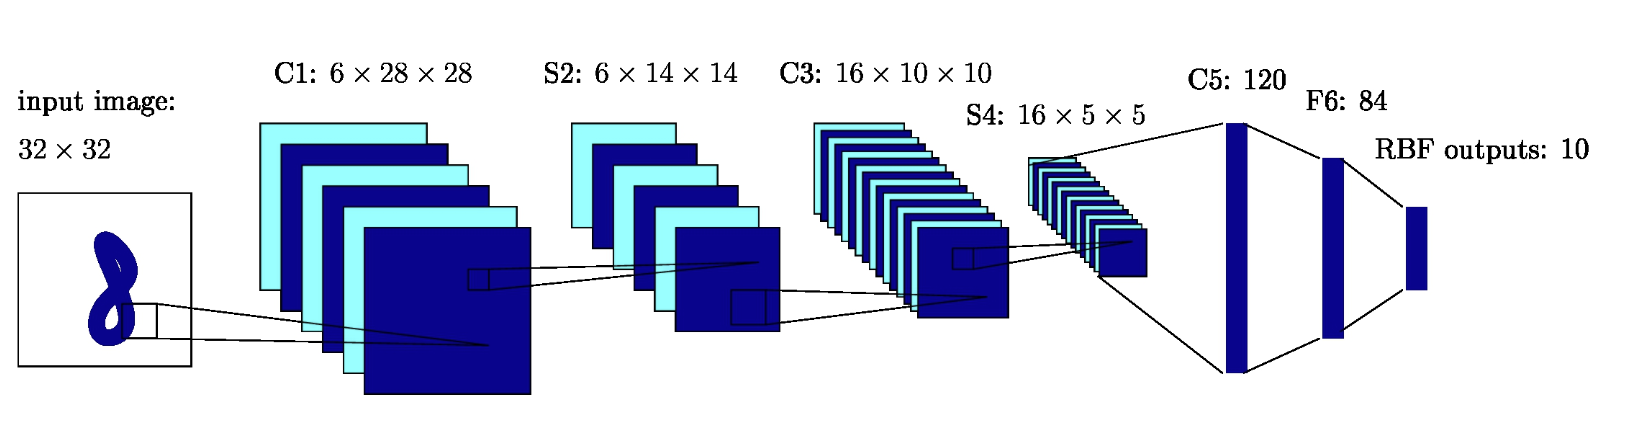 input image:
32 × 32
C1: 6 × 28 × 28
S2: 6 × 14 × 14
C3: 16 × 10 × 10
S4: 16 × 5 × 5
C5: 120
F6: 84
RBF outputs: 10